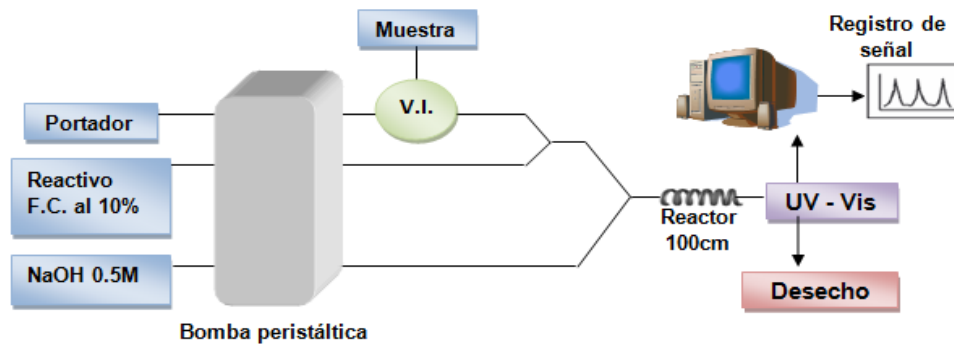 Muestra
Registro de
señal
V.I.
Portador
Reactivo
F.C. al 10%
UV - Vis
Reactor
100cm
NaOH 0.5M
Desecho
Bomba peristáltica